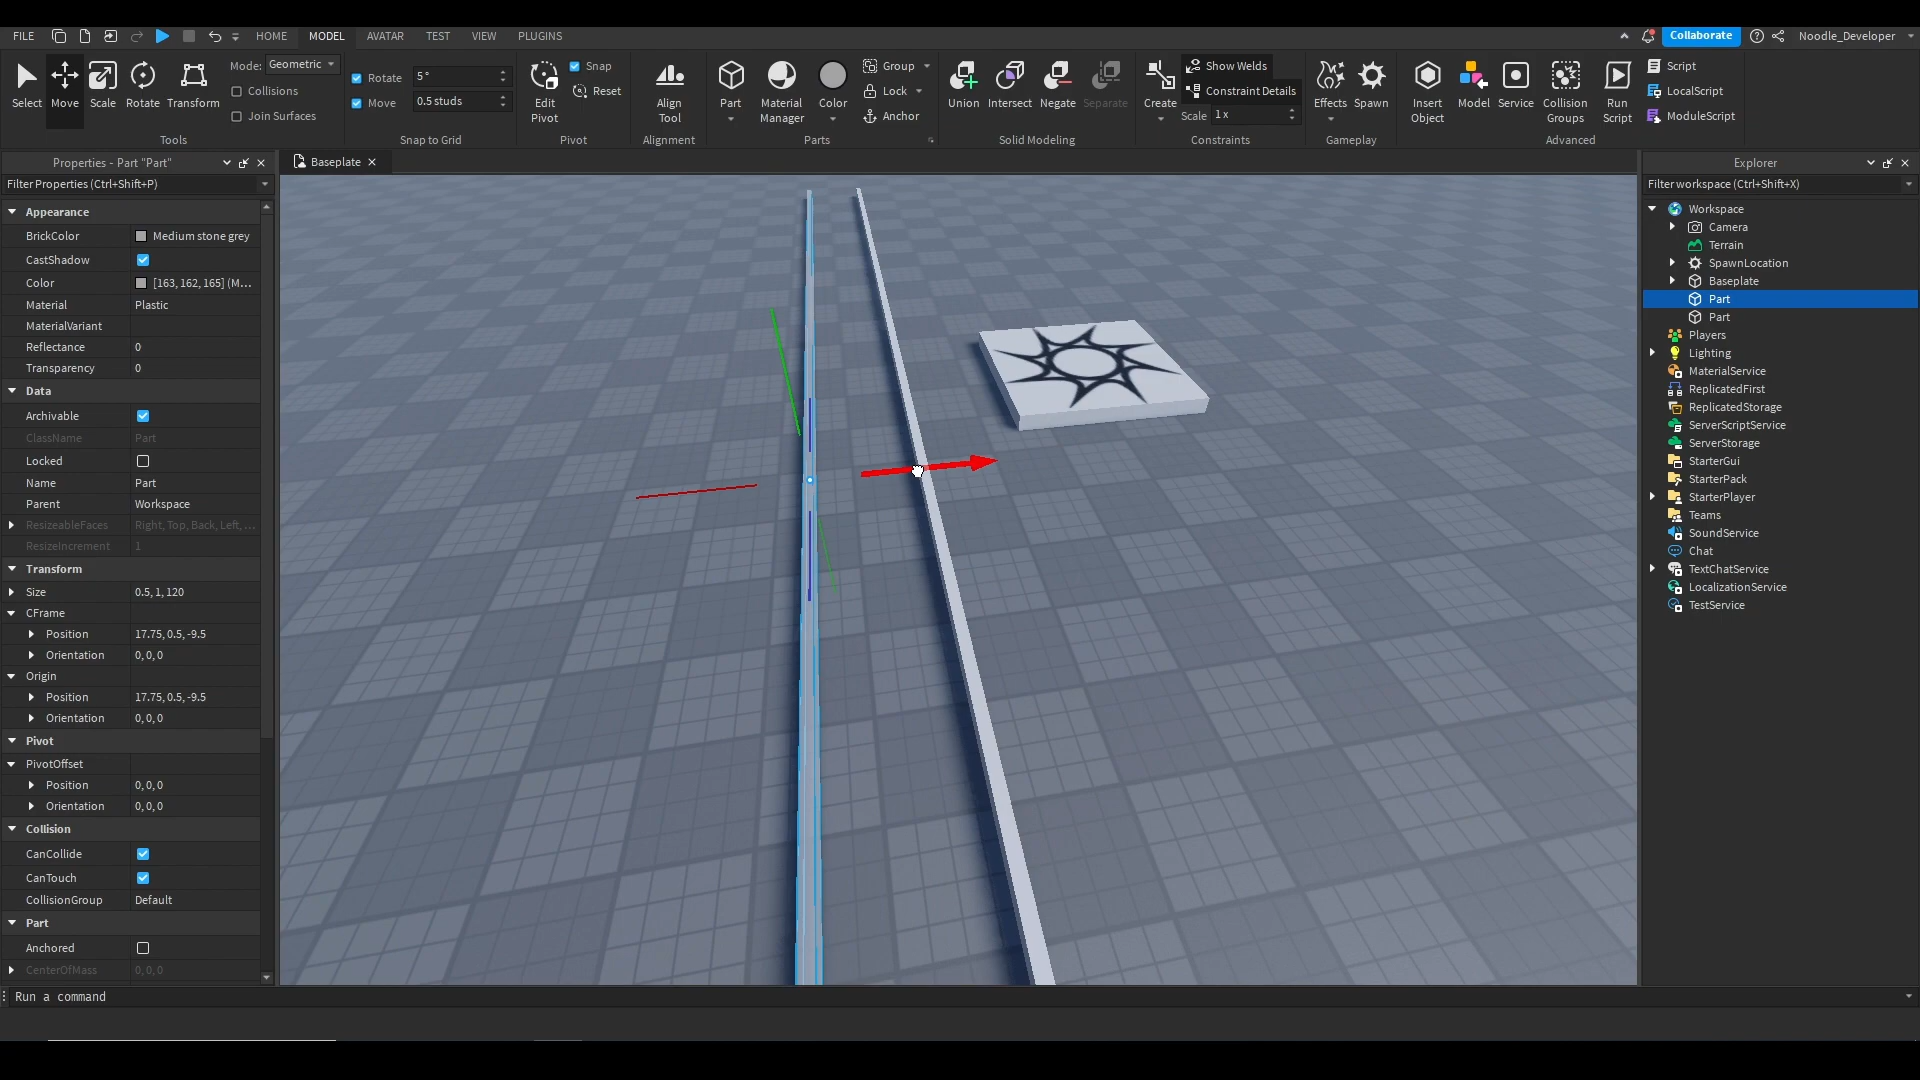 FILE HOME MODEL AVATAR TEST VIEW PLUGINS Collaborate Noodle_Developer
Select Move Scale Rotate Transform
Mode: Geometric
Collisions
Join Surfaces
Tools
Rotate 5°
Move 0.5 studs
Snap to Grid
Edit Pivot
Snap
Reset
Pivot
Align Tool
Alignment
Part
Material Manager
Color
Group
Lock
Anchor
Parts
Union Intersect Negate Separate
Solid Modeling
Create
Show Welds
Constraint Details
Scale 1 x
Constraints
Effects Spawn
Gameplay
Insert Object
Model
Service
Collision Groups
Run Script
Script
LocalScript
ModuleScript
Advanced
Properties - Part "Part"
Filter Properties (Ctrl+Shift+P)
Appearance
BrickColor Medium stone grey
CastShadow
Color [163, 162, 165] (M...
Material Plastic
MaterialVariant
Reflectance 0
Transparency 0
Data
Archivable
ClassName Part
Locked
Name Part
Parent Workspace
ResizeableFaces Right, Top, Back, Left, ...
ResizeIncrement 1
Transform
Size 0.5, 1, 120
CFrame
Position 17.75, 0.5, -9.5
Orientation 0, 0, 0
Origin
Position 17.75, 0.5, -9.5
Orientation 0, 0, 0
Pivot
PivotOffset
Position 0, 0, 0
Orientation 0, 0, 0
Collision
CanCollide
CanTouch
CollisionGroup Default
Part
Anchored
CenterOfMass 0, 0, 0
Run a command
Baseplate
Explorer
Filter workspace (Ctrl+Shift+X)
Workspace
Camera
Terrain
SpawnLocation
Baseplate
Part
Part
Players
Lighting
MaterialService
ReplicatedFirst
ReplicatedStorage
ServerScriptService
ServerStorage
StarterGui
StarterPack
StarterPlayer
Teams
SoundService
Chat
TextChatService
LocalizationService
TestService